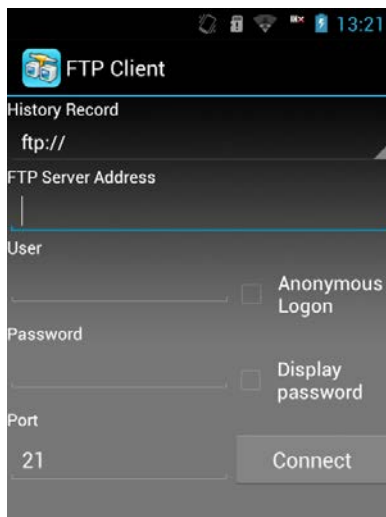 13:21
FTP Client
History Record
ftp://
FTP Server Address
User
Anonymous
Logon
Password
Display
password
Port
21
Connect